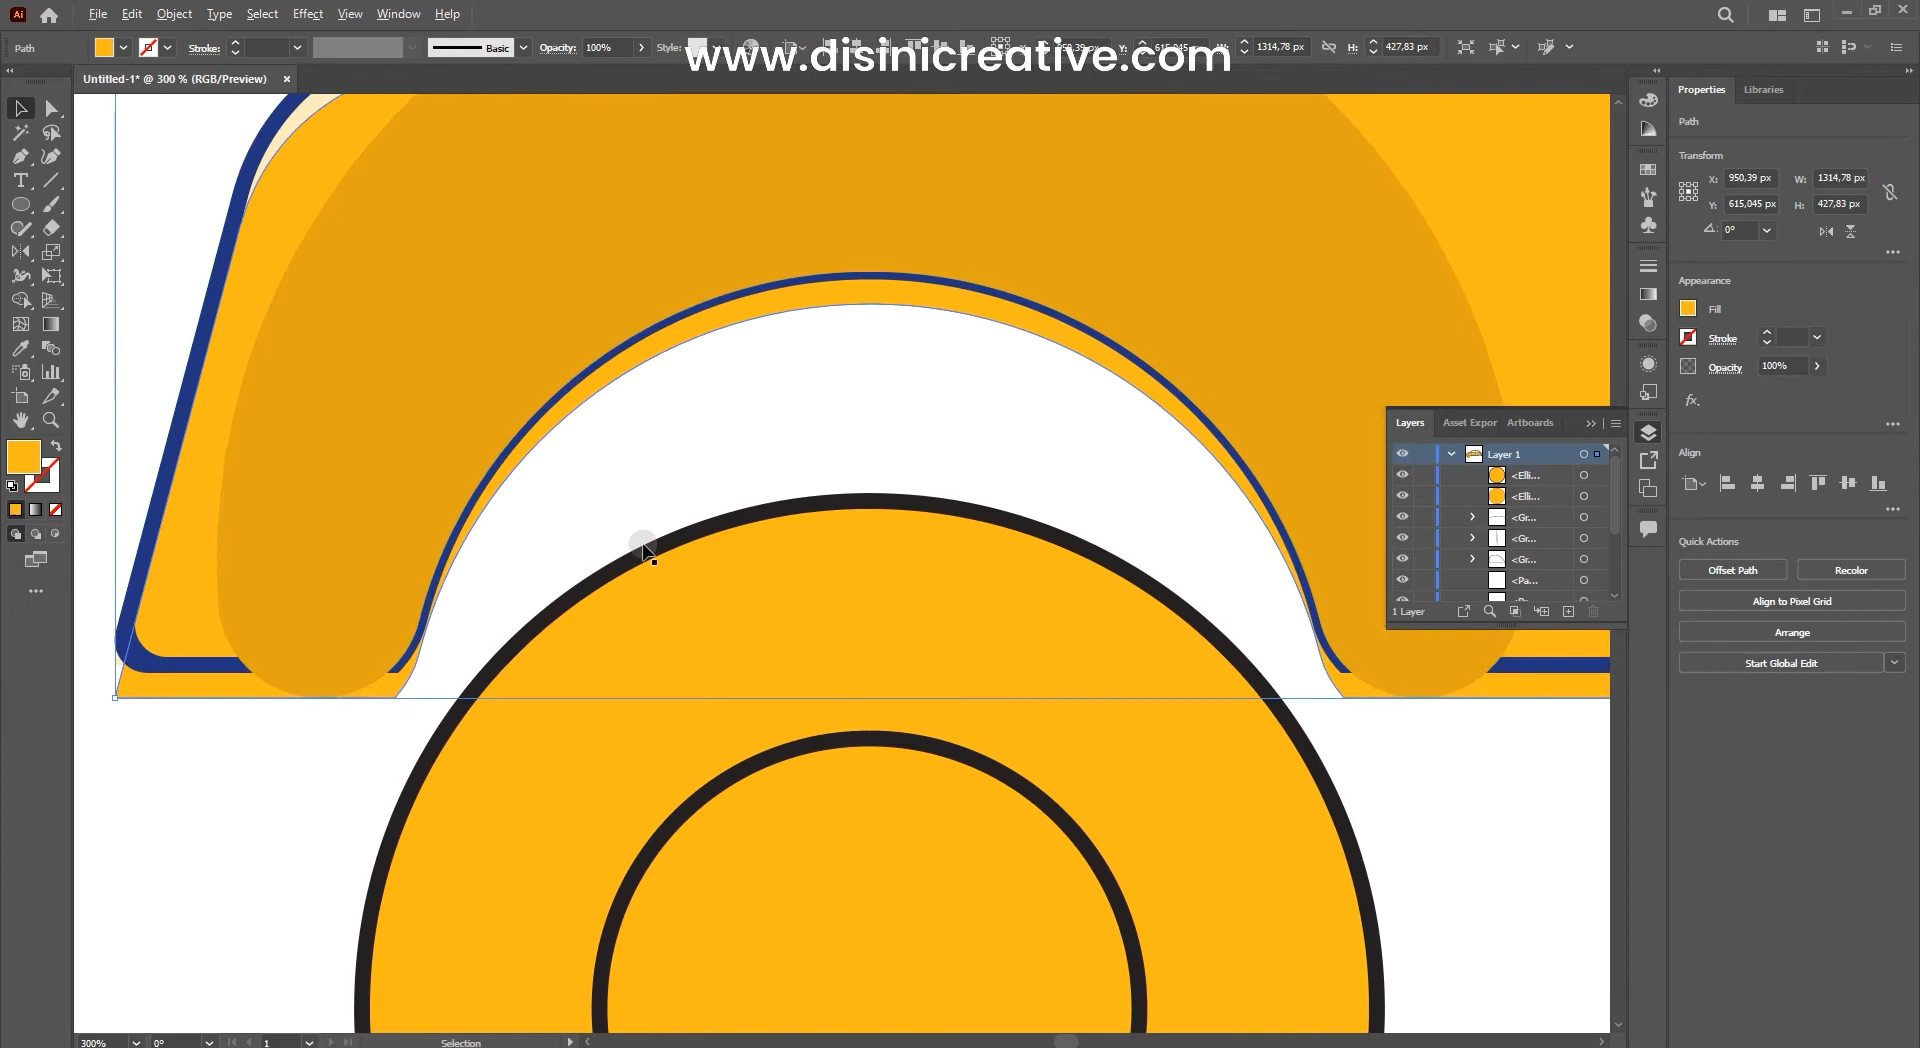 File Edit Object Type Select Effect View Window Help
Path Stroke: Basic Opacity: 100% Style: 1314,78 px H: 427,83 px
www.disinicreative.com
Untitled-1* @ 300 % (RGB/Preview) ×
Properties Libraries
Path
Transform
X: 950,39 px W: 1314,78 px
Y: 615,045 px H: 427,83 px
0°
Appearance
Fill
Stroke
Opacity 100%
fx.
Layers Asset Expor Artboards
Layer 1
<Elli...
<Elli...
<Gr...
<Gr...
<Gr...
<Pa...
1 Layer
Align
Quick Actions
Offset Path Recolor
Align to Pixel Grid
Arrange
Start Global Edit
300% 0° 1 Selection